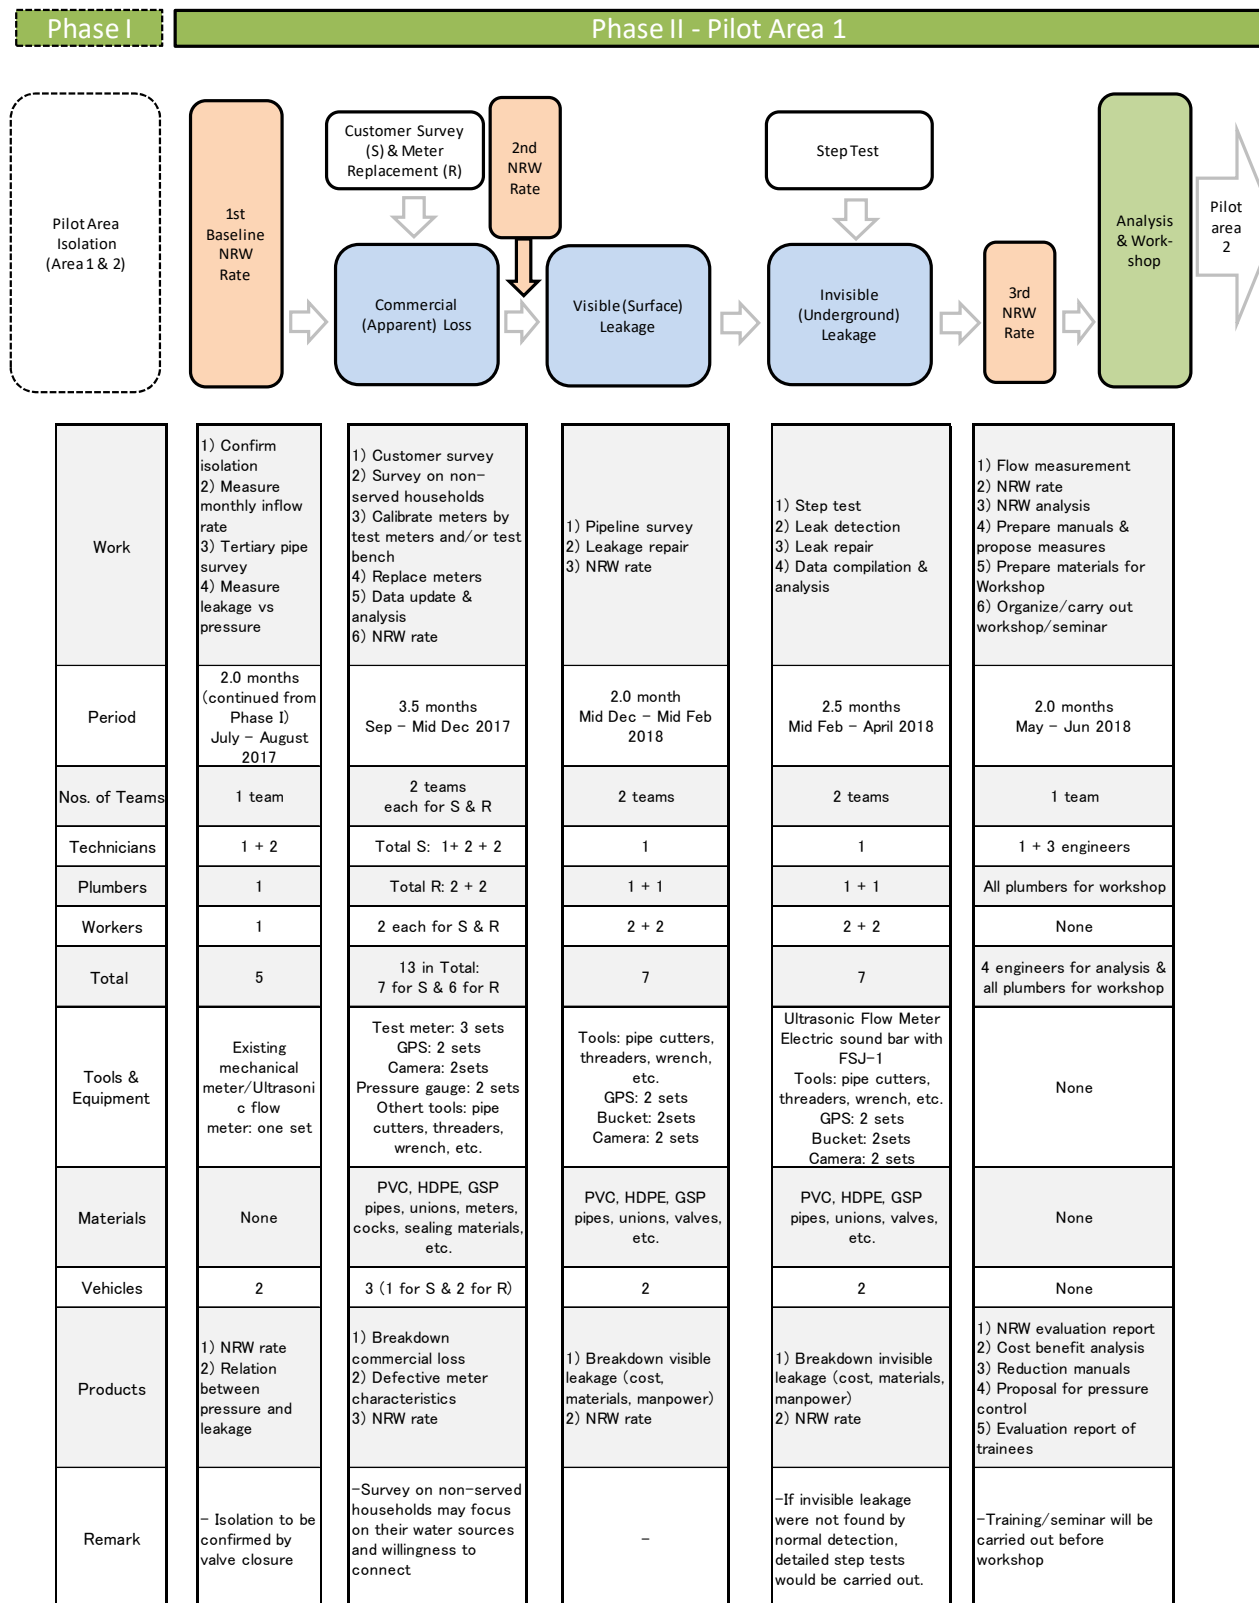 Phase I
Phase II - Pilot Area 1
Pilot Area
Isolation
(Area 1 & 2)
1st
Baseline
NRW
Rate
Customer Survey
(S) & Meter
Replacement (R)
2nd
NRW
Rate
Commercial
(Apparent) Loss
Visible (Surface)
Leakage
Step Test
Invisible
(Underground)
Leakage
3rd
NRW
Rate
Analysis
& Work-
shop
Pilot
area
2
Work
1) Confirm
isolation
2) Measure
monthly inflow
rate
3) Tertiary pipe
survey
4) Measure
leakage vs
pressure
1) Customer survey
2) Survey on non-
served households
3) Calibrate meters by
test meters and/or test
bench
4) Replace meters
5) Data update &
analysis
6) NRW rate
1) Pipeline survey
2) Leakage repair
3) NRW rate
1) Step test
2) Leak detection
3) Leak repair
4) Data compilation &
analysis
1) Flow measurement
2) NRW rate
3) NRW analysis
4) Prepare manuals &
propose measures
5) Prepare materials for
Workshop
6) Organize/carry out
workshop/seminar
Period
2.0 months
(continued from
Phase I)
July - August
2017
3.5 months
Sep - Mid Dec 2017
2.0 month
Mid Dec - Mid Feb
2018
2.5 months
Mid Feb - April 2018
2.0 months
May - Jun 2018
Nos. of Teams
1 team
2 teams
each for S & R
2 teams
2 teams
1 team
Technicians
1 + 2
Total S: 1+ 2 + 2
1
1
1 + 3 engineers
Plumbers
1
Total R: 2 + 2
1 + 1
1 + 1
All plumbers for workshop
Workers
1
2 each for S & R
2 + 2
2 + 2
None
Total
5
13 in Total:
7 for S & 6 for R
7
7
4 engineers for analysis &
all plumbers for workshop
Tools &
Equipment
Existing
mechanical
meter/Ultrasoni
c flow
meter: one set
Test meter: 3 sets
GPS: 2 sets
Camera: 2sets
Pressure gauge: 2 sets
Othert tools: pipe
cutters, threaders,
wrench, etc.
Tools: pipe cutters,
threaders, wrench,
etc.
GPS: 2 sets
Bucket: 2sets
Camera: 2 sets
Ultrasonic Flow Meter
Electric sound bar with
FSJ-1
Tools: pipe cutters,
threaders, wrench, etc.
GPS: 2 sets
Bucket: 2sets
Camera: 2 sets
None
Materials
None
PVC, HDPE, GSP
pipes, unions, meters,
cocks, sealing materials,
etc.
PVC, HDPE, GSP
pipes, unions, valves,
etc.
PVC, HDPE, GSP
pipes, unions, valves,
etc.
None
Vehicles
2
3 (1 for S & 2 for R)
2
2
None
Products
1) NRW rate
2) Relation
between
pressure and
leakage
1) Breakdown
commercial loss
2) Defective meter
characteristics
3) NRW rate
1) Breakdown visible
leakage (cost,
materials, manpower)
2) NRW rate
1) Breakdown invisible
leakage (cost, materials,
manpower)
2) NRW rate
1) NRW evaluation report
2) Cost benefit analysis
3) Reduction manuals
4) Proposal for pressure
control
5) Evaluation report of
trainees
Remark
- Isolation to be
confirmed by
valve closure
-Survey on non-served
households may focus
on their water sources
and willingness to
connect
-
-If invisible leakage
were not found by
normal detection,
detailed step tests
would be carried out.
-Training/seminar will be
carried out before
workshop